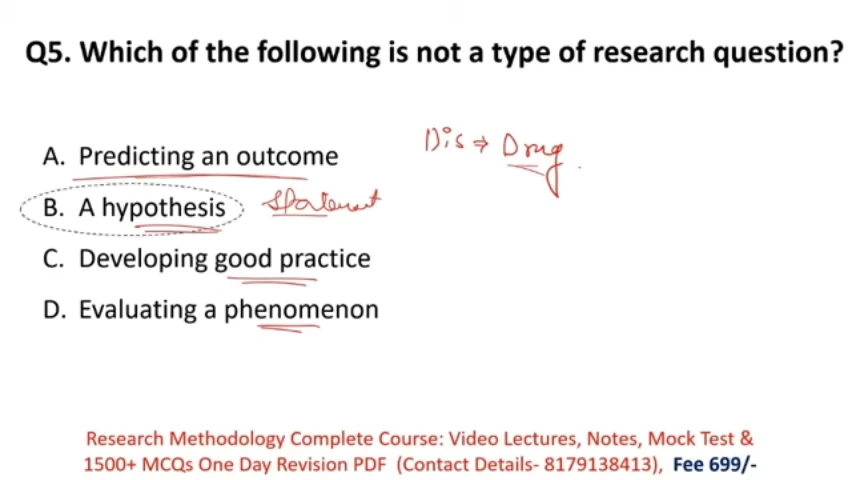 Q5. Which of the following is not a type of research question?
Dis → Drug
A. Predicting an outcome
B. A hypothesis Statement
C. Developing good practice
D. Evaluating a phenomenon
Research Methodology Complete Course: Video Lectures, Notes, Mock Test &
1500+ MCQs One Day Revision PDF (Contact Details- 8179138413), Fee 699/-